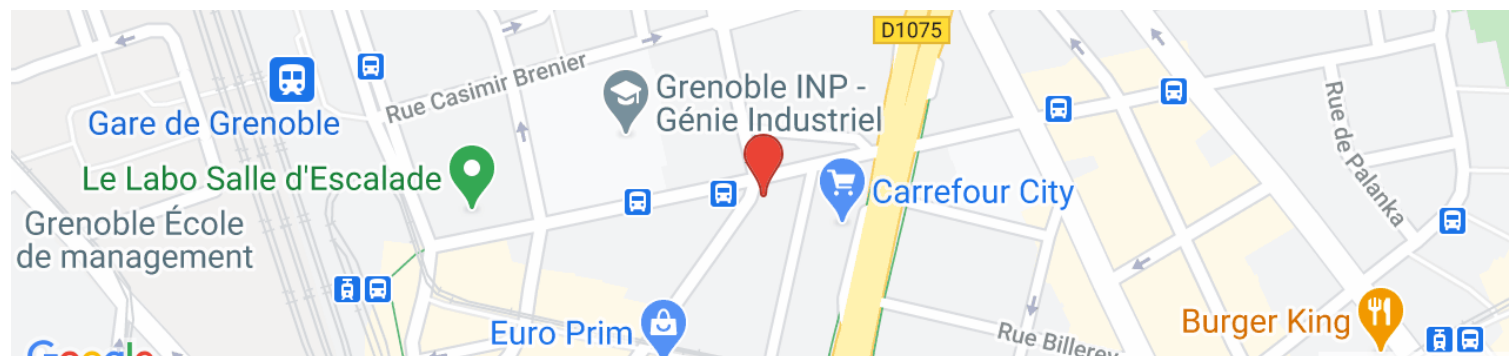 D1075
Rue Casimir Brenier
Gare de Grenoble
Grenoble INP -
Génie Industriel
Le Labo Salle d'Escalade
Carrefour City
Rue de Palanka
Grenoble École
de management
Euro Prim
Rue Billerey
Burger King
Google